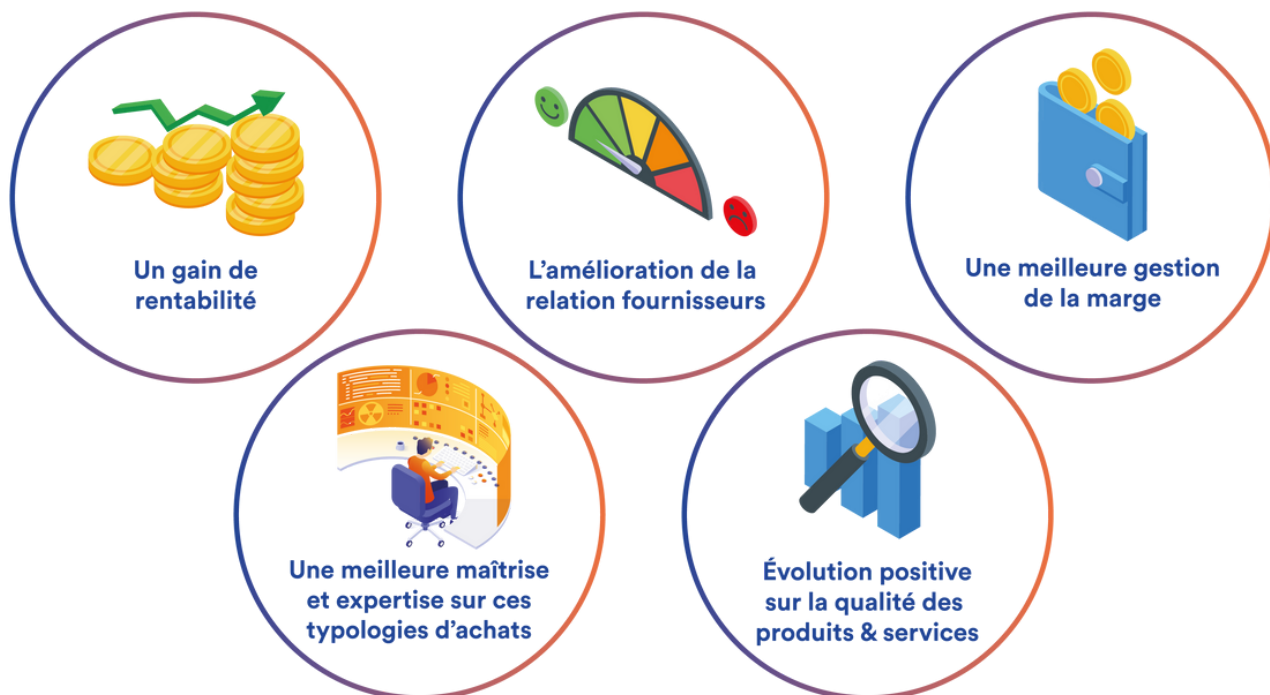 Un gain de
rentabilité
L’amélioration de la
relation fournisseurs
Une meilleure gestion
de la marge
Une meilleure maîtrise
et expertise sur ces
typologies d’achats
Évolution positive
sur la qualité des
produits & services